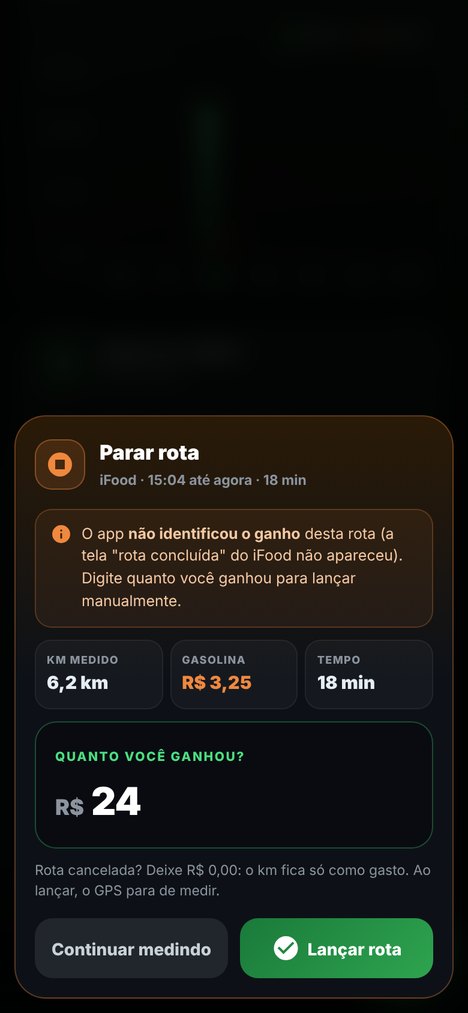 Parar rota
iFood · 15:04 até agora · 18 min
O app não identificou o ganho desta rota (a
tela "rota concluída" do iFood não apareceu).
Digite quanto você ganhou para lançar
manualmente.
KM MEDIDO
6,2 km
GASOLINA
R$ 3,25
TEMPO
18 min
QUANTO VOCÊ GANHOU?
R$ 24
Rota cancelada? Deixe R$ 0,00: o km fica só como gasto. Ao
lançar, o GPS para de medir.
Continuar medindo
Lançar rota